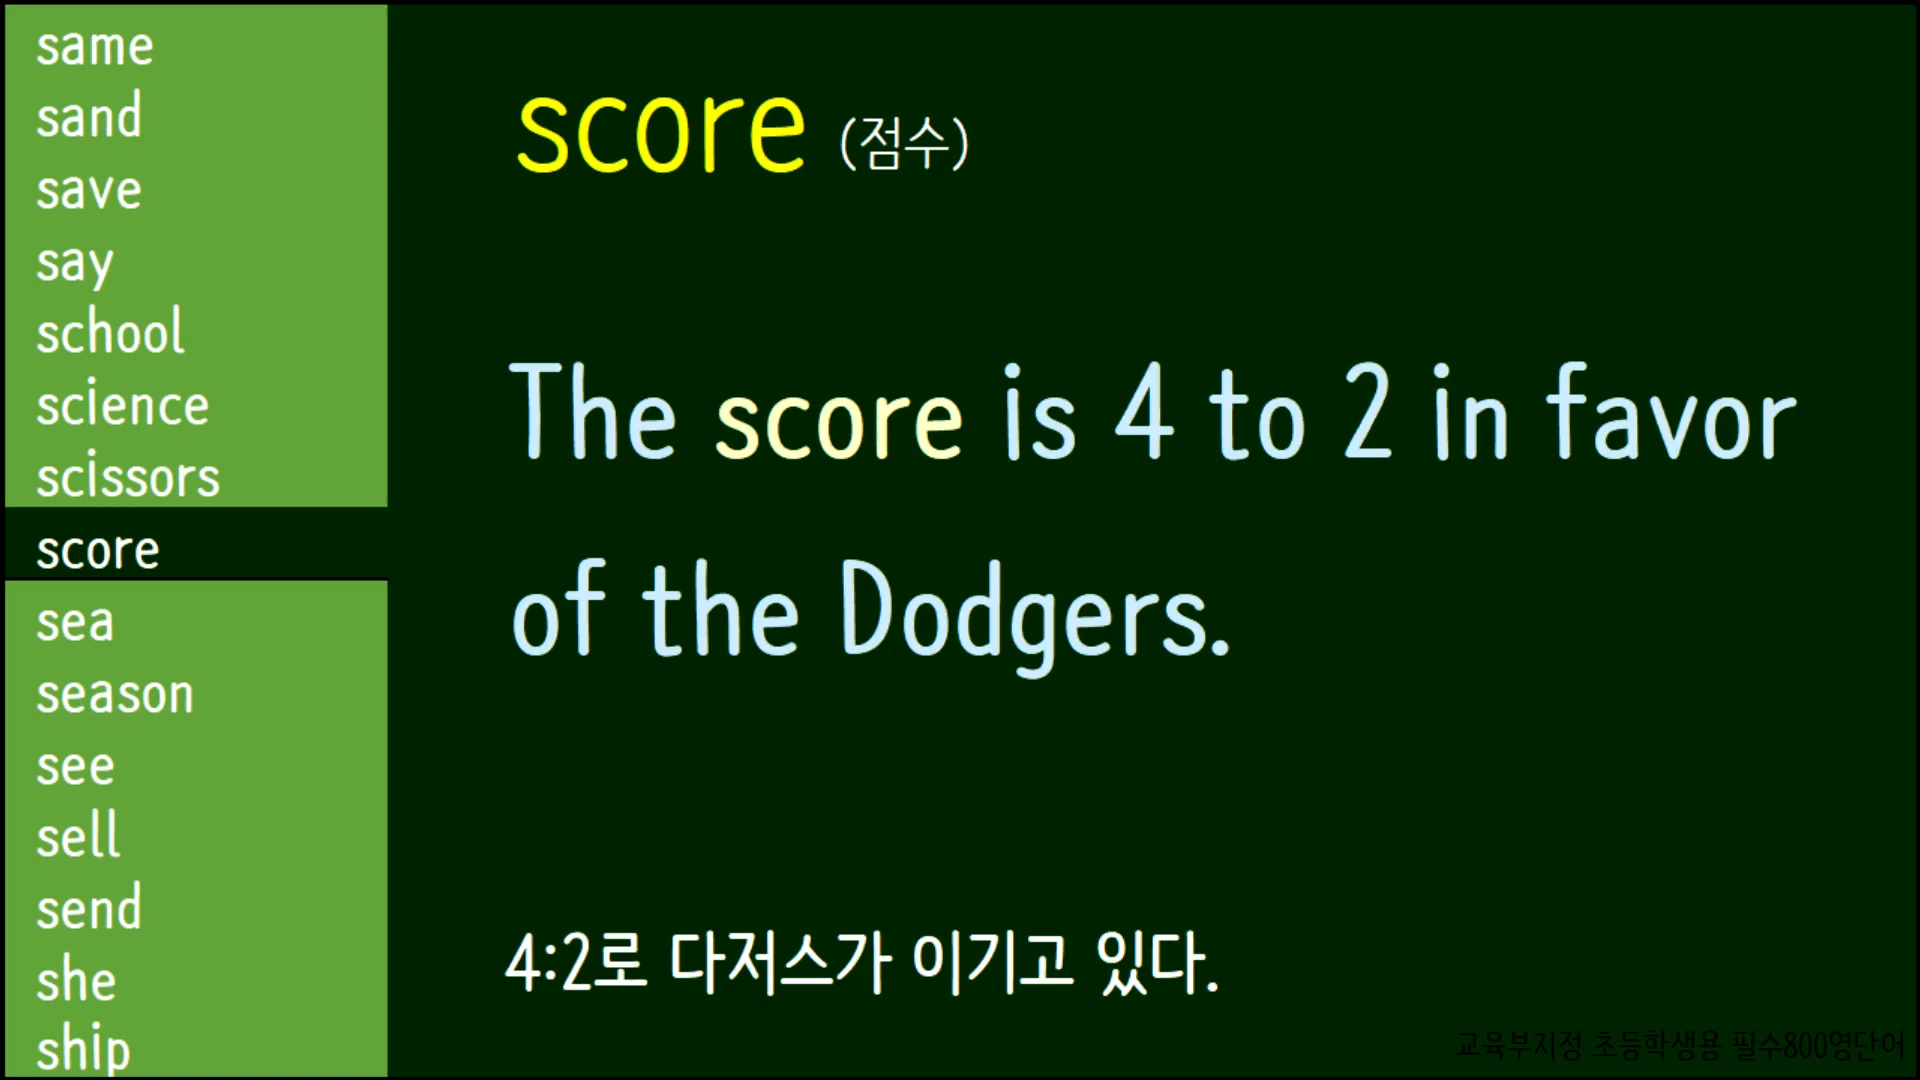 same
sand
save
say
school
science
scissors
score
sea
season
see
sell
send
she
ship
score (점수)
The score is 4 to 2 in favor
of the Dodgers.
4:2로 다저스가 이기고 있다.
교육부지정 초등학생용 필수800영단어